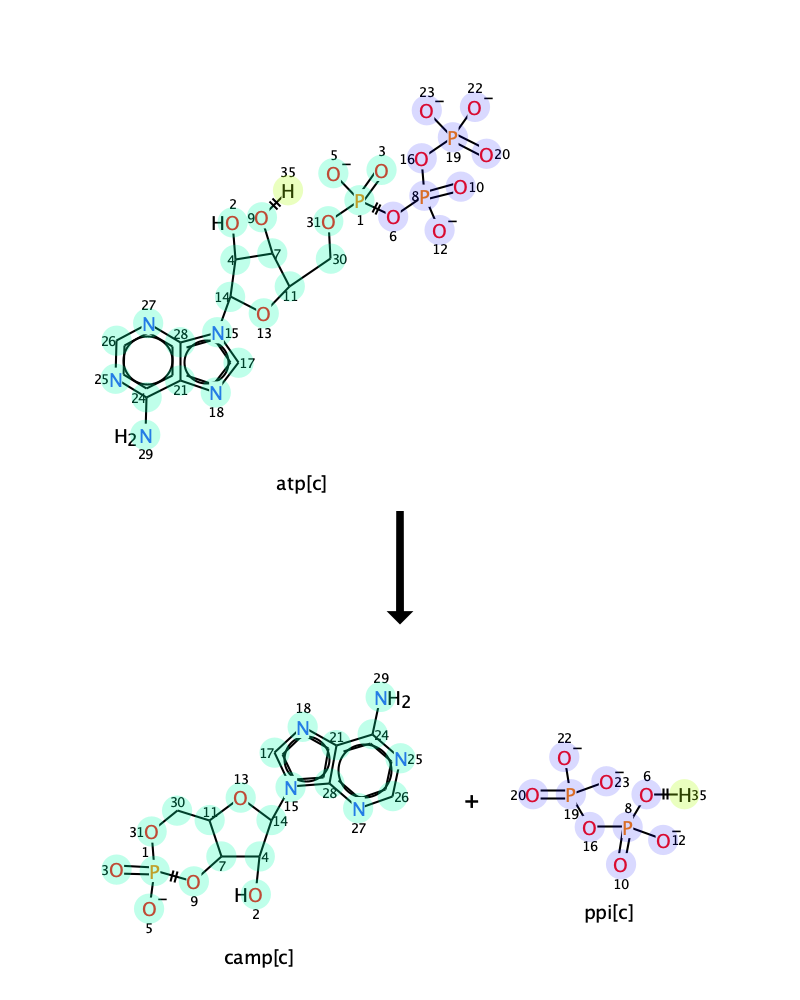 23 22
O− O−
5 3 P
O− O 16 O 19 O 20
35
H 8 P O 10
2 9 P O O−
HO O 31 O 1 6 12
4 7 30
14 11
27 O
N 28 N 15 13
26
25 N 17
24 21 N
18
H2N
29
atp[c]
29
NH2
18
N 21 24
17 N 25
13 N 28 N 26
30 O 15 27
31 O 11 14
1 7 4
3 O P O HO
O− 9 2
5
camp[c]
+
22
O− O− 23 6
20 O P O H 35
19 8
O P O− 12
16
O
10
ppi[c]